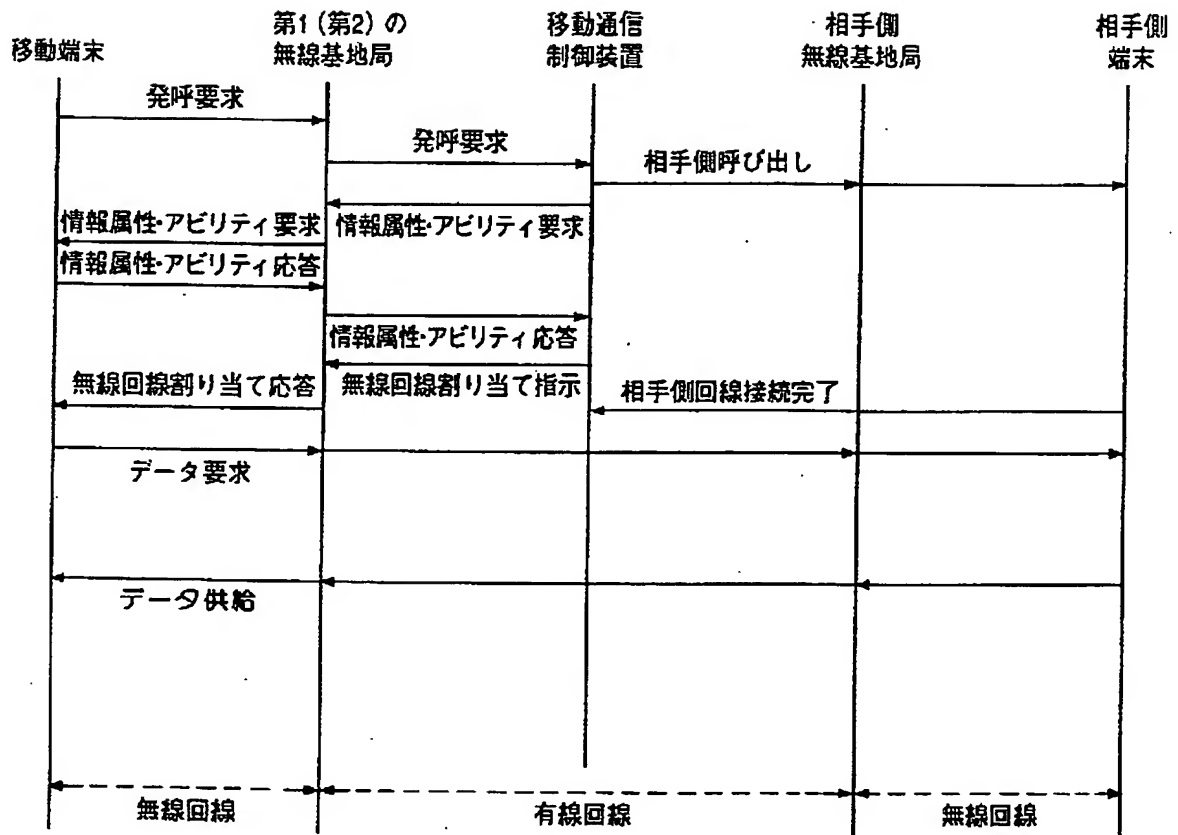 移動端末
第1(第2)の
無線基地局
移動通信
制御装置
相手側
無線基地局
相手側
端末
発呼要求
発呼要求
相手側呼び出し
情報属性・アビリティ要求
情報属性・アビリティ要求
情報属性・アビリティ応答
情報属性・アビリティ応答
無線回線割り当て応答
無線回線割り当て指示
相手側回線接続完了
データ要求
データ供給
無線回線
有線回線
無線回線